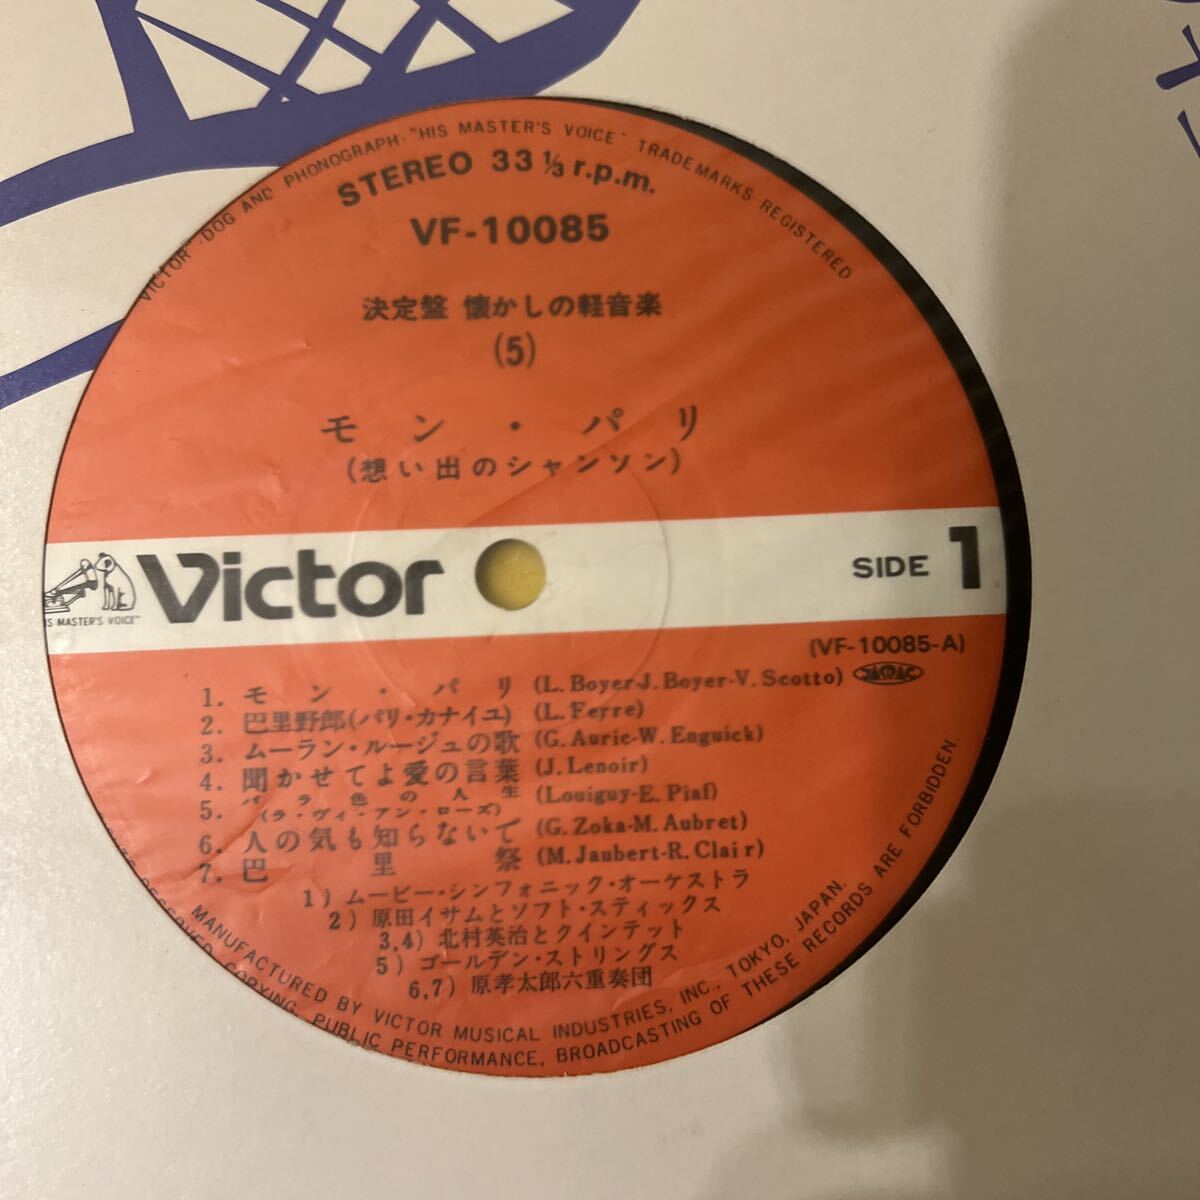 VICTOR" "DOG AND PHONOGRAPH" "HIS MASTER'S VOICE" TRADEMARKS REGISTERED
STEREO 33 1/3 r.p.m.
VF-10085
決定盤 懐かしの軽音楽
(5)
モン・パリ
(想い出のシャンソン)
Victor
SIDE 1
IS MASTER'S VOICE"
(VF-10085-A)
1. モン・パリ (L. Boyer-J. Boyer-V. Scotto) JASRAC
2. 巴里野郎(パリ・カナイユ) (L. Ferre)
3. ムーラン・ルージュの歌 (G. Auric-W. Enguick)
4. 聞かせてよ愛の言葉 (J. Lenoir)
5. バラ色の人生 (ラ・ヴィ・アン・ローズ) (Louiguy-E. Piaf)
6. 人の気も知らないで (G. Zoka-M. Aubret)
7. 巴里祭 (M. Jaubert-R. Clair)
1) ムービー・シンフォニック・オーケストラ
2) 原田イサムとソフト・スティックス
3,4) 北村英治とクインテット
5) ゴールデン・ストリングス
6,7) 原孝太郎六重奏団
MANUFACTURED BY VICTOR MUSICAL INDUSTRIES, INC., TOKYO, JAPAN.
RESERVED. COPYING, PUBLIC PERFORMANCE, BROADCASTING OF THESE RECORDS ARE FORBIDDEN.